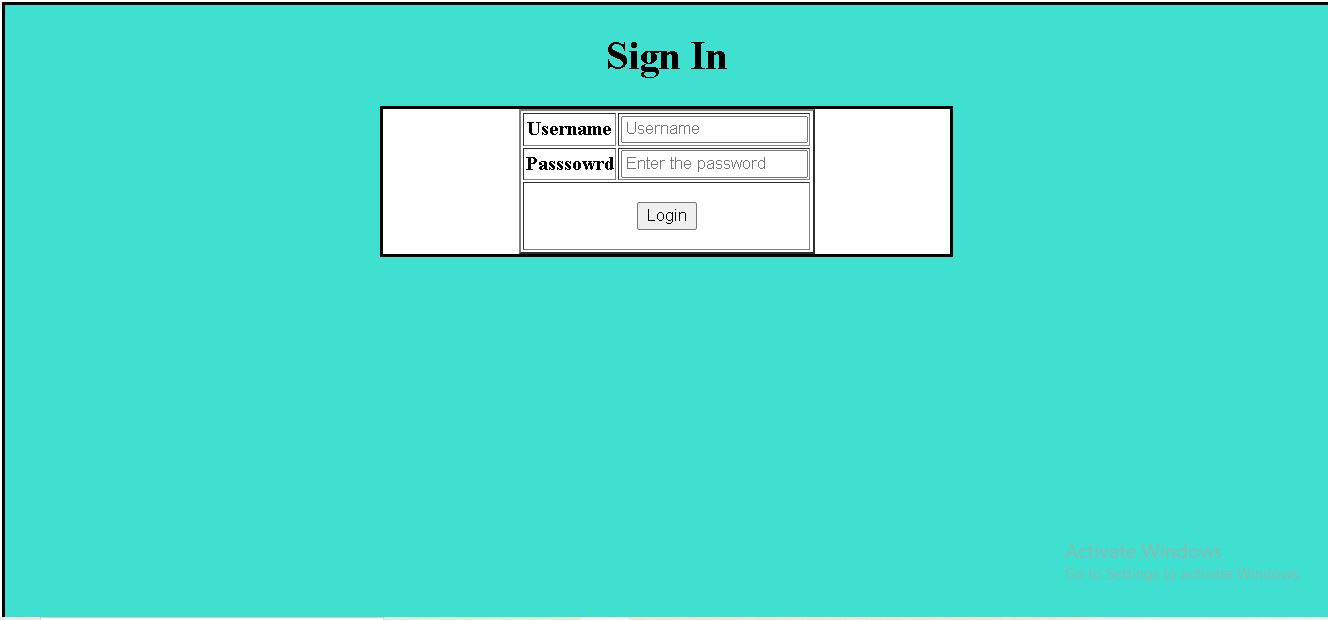 Sign In
Username Username
Passsowrd Enter the password
Login
Activate Windows
Go to Settings to activate Windows.